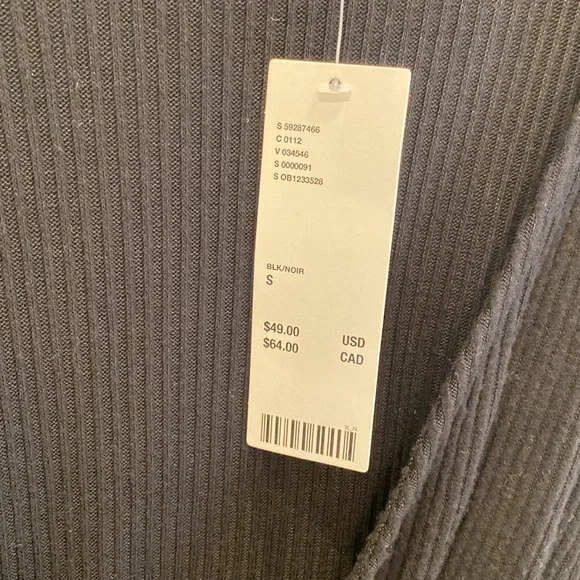 S 59287466
C 0112
V 034546
S 0000091
S OB1233528
BLK/NOIR
S
$49.00 USD
$64.00 CAD